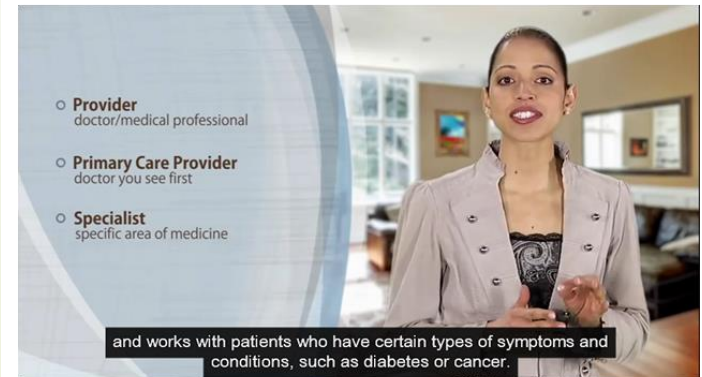 Provider
doctor/medical professional
Primary Care Provider
doctor you see first
Specialist
specific area of medicine
and works with patients who have certain types of symptoms and
conditions, such as diabetes or cancer.